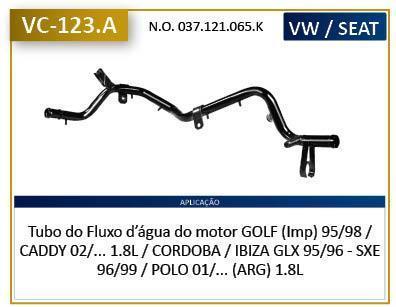 VC-123.A
N.O. 037.121.065.K
VW / SEAT
APLICAÇÃO
Tubo do Fluxo d’água do motor GOLF (Imp) 95/98 /
CADDY 02/... 1.8L / CORDOBA / IBIZA GLX 95/96 - SXE
96/99 / POLO 01/... (ARG) 1.8L